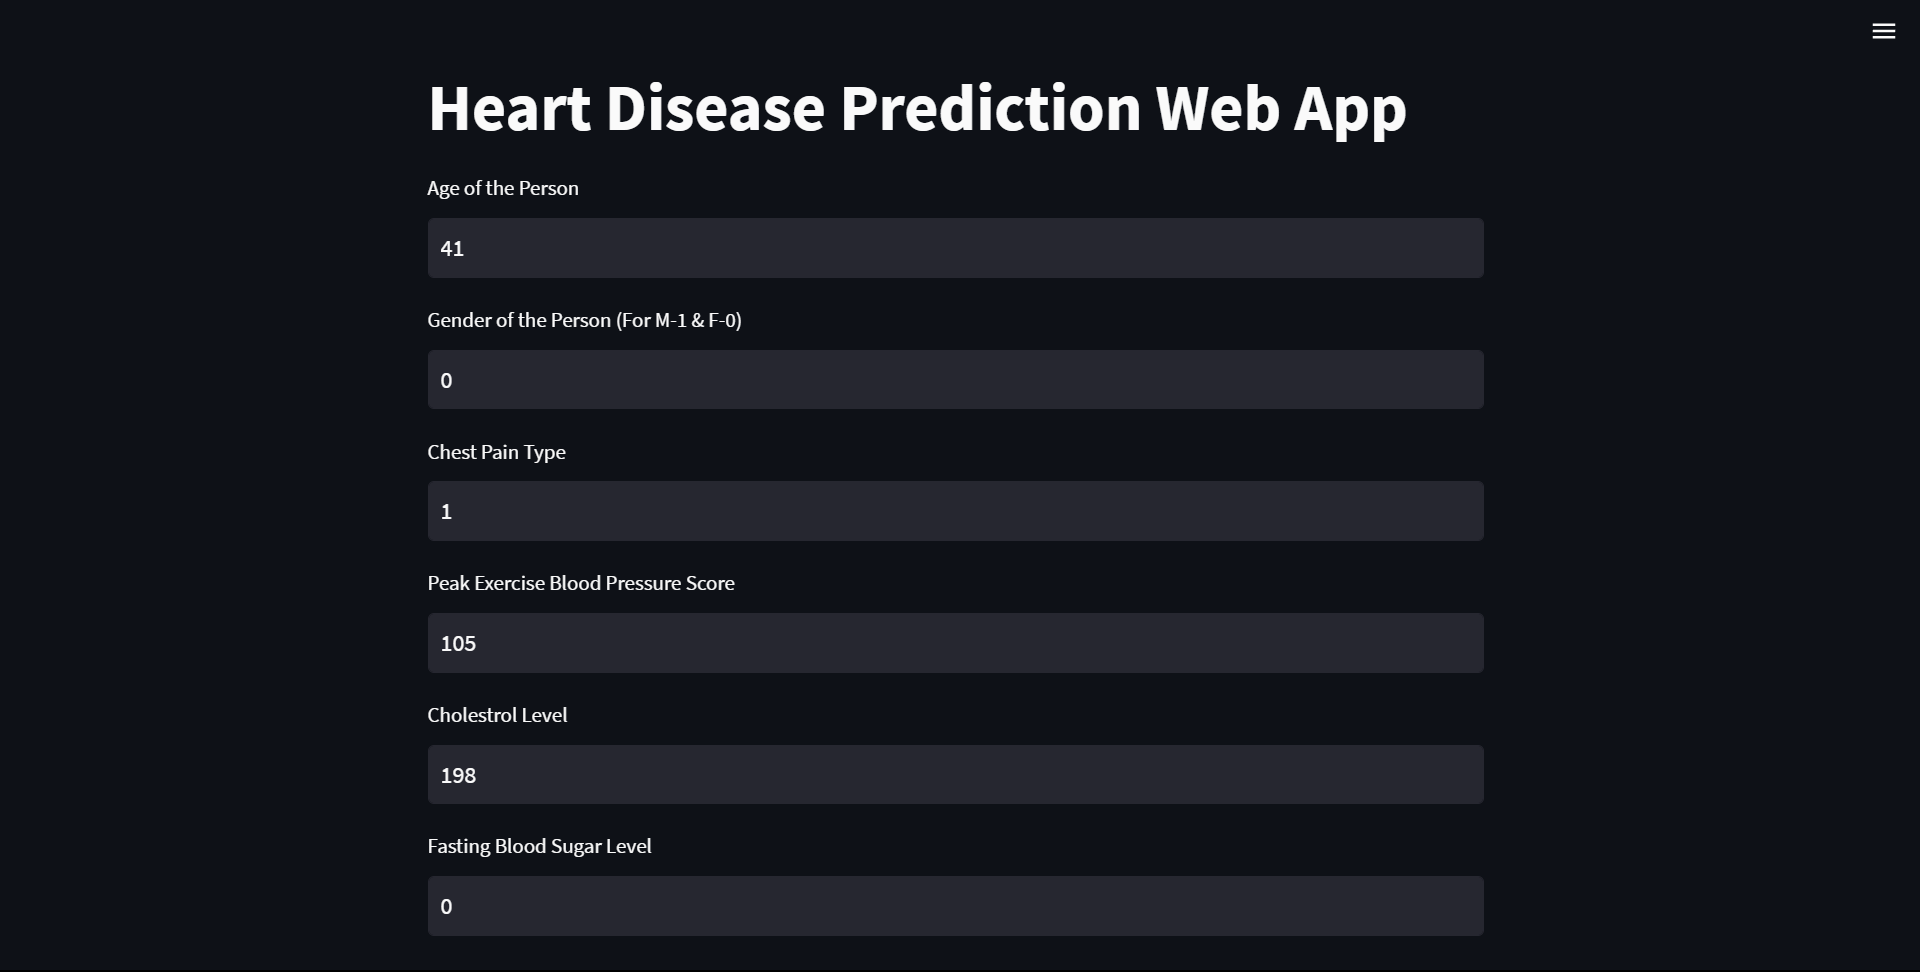 Heart Disease Prediction Web App
Age of the Person
41
Gender of the Person (For M-1 & F-0)
0
Chest Pain Type
1
Peak Exercise Blood Pressure Score
105
Cholestrol Level
198
Fasting Blood Sugar Level
0